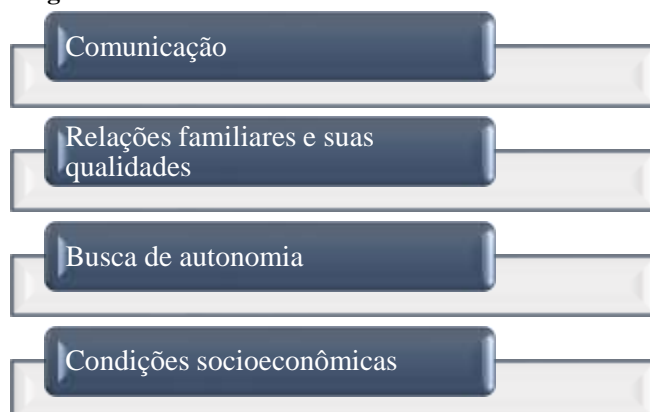 Comunicação
Relações familiares e suas
qualidades
Busca de autonomia
Condições socioeconômicas